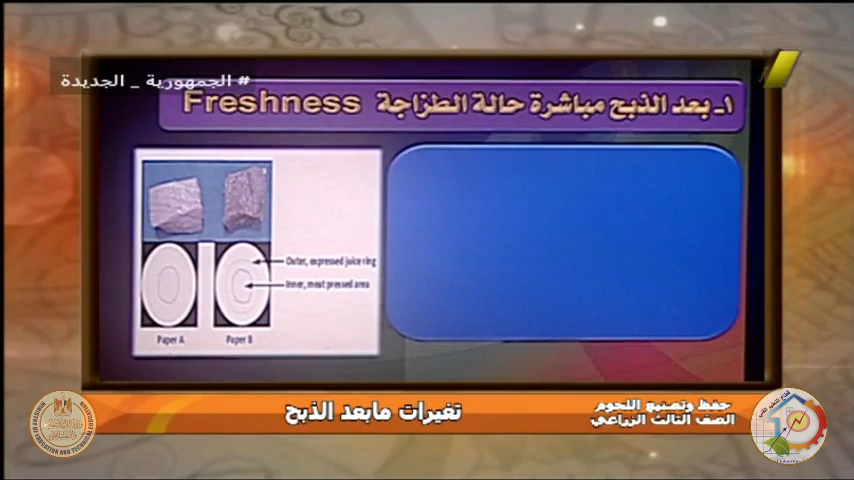 # الجمهورية _ الجديدة
١ـ بعد الذبح مباشرة حالة الطزاجة Freshness
Outer, expressed juice ring
Inner, meat pressed area
Paper A
Paper B
تغيرات مابعد الذبح
حفظ وتصنيع اللحوم
الصف الثالث الزراعي